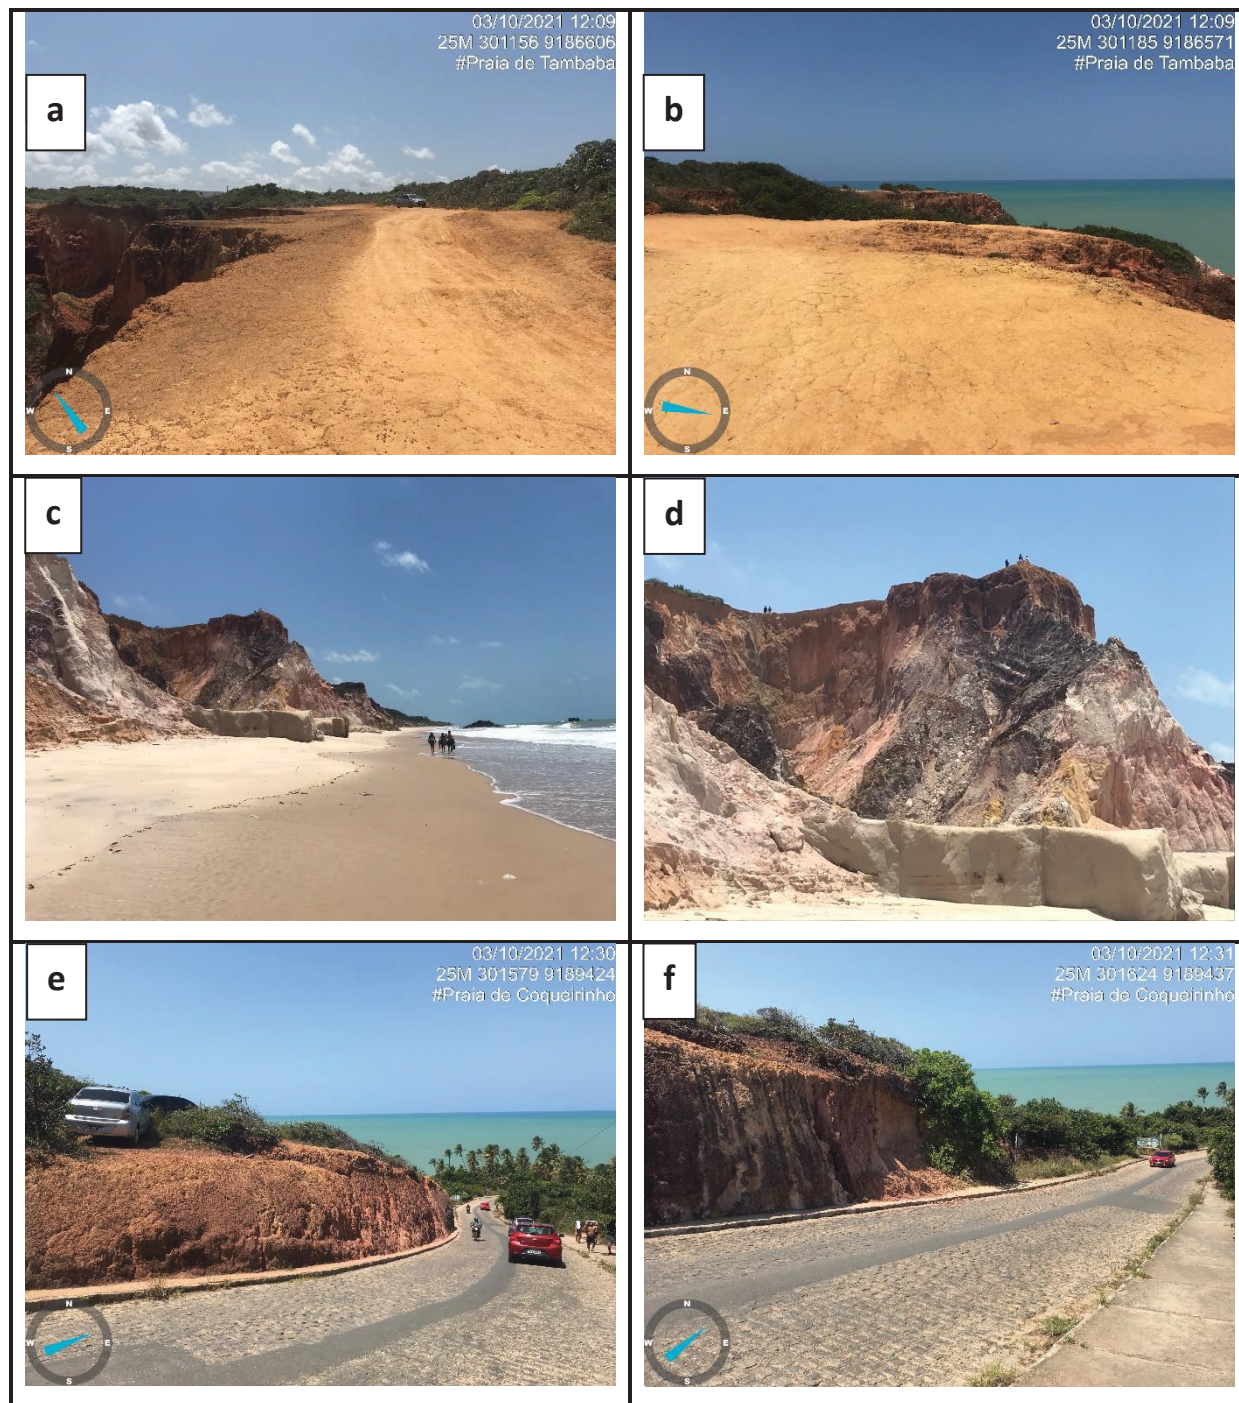 03/10/2021 12:09
25M 301156 9186606
#Praia de Tambaba
a
N
W
E
S
03/10/2021 12:09
25M 301185 9186571
#Praia de Tambaba
b
N
W
E
S
c
d
03/10/2021 12:30
25M 301579 9189424
#Praia de Coqueirinho
e
N
W
E
S
03/10/2021 12:31
25M 301624 9189437
#Praia de Coqueirinho
f
N
W
E
S